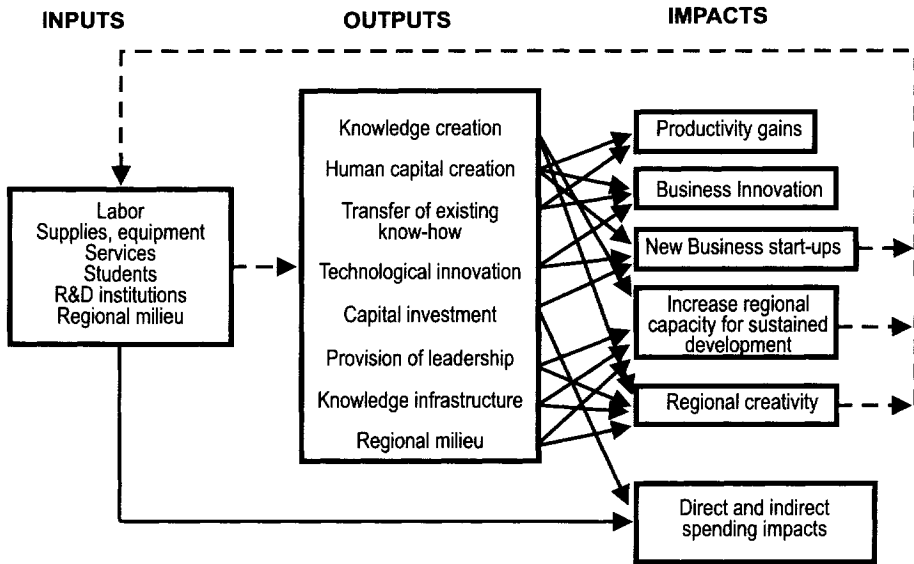 INPUTS
OUTPUTS
IMPACTS
Labor
Supplies, equipment
Services
Students
R&D institutions
Regional milieu
Knowledge creation
Human capital creation
Transfer of existing
know-how
Technological innovation
Capital investment
Provision of leadership
Knowledge infrastructure
Regional milieu
Productivity gains
Business Innovation
New Business start-ups
Increase regional
capacity for sustained
development
Regional creativity
Direct and indirect
spending impacts